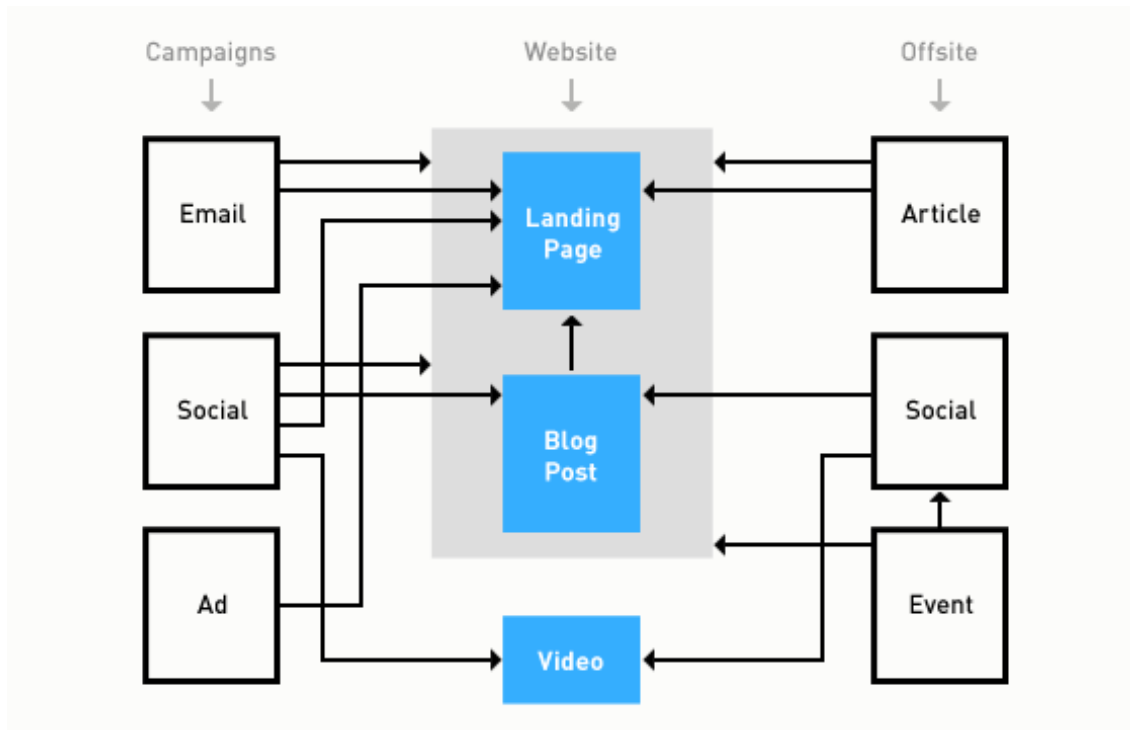 Campaigns
Website
Offsite
Email
Landing
Page
Article
Social
Blog
Post
Social
Ad
Video
Event